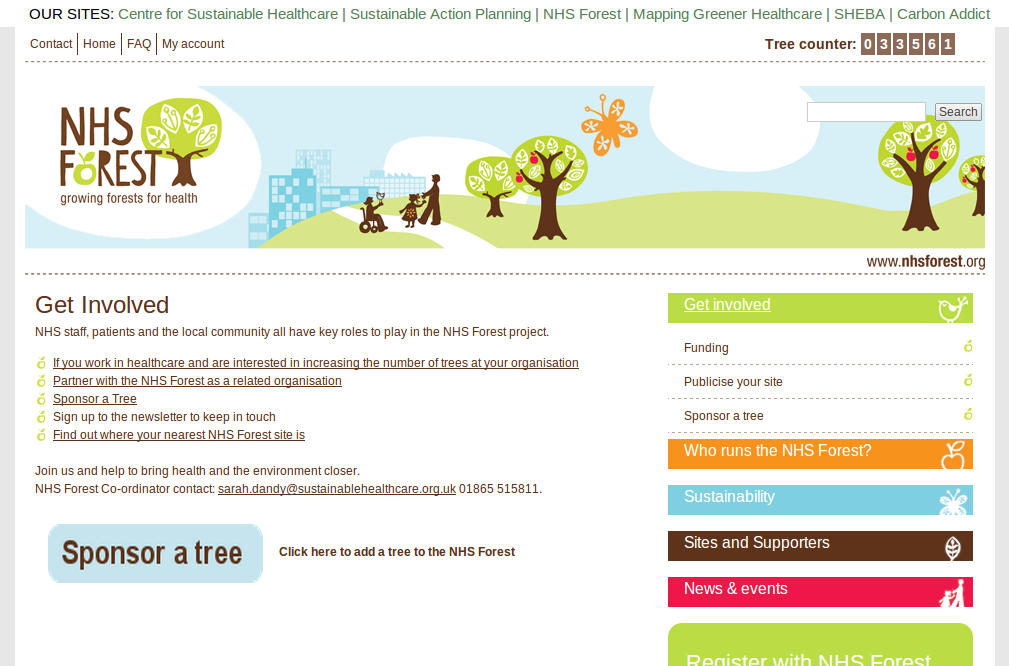 OUR SITES: Centre for Sustainable Healthcare | Sustainable Action Planning | NHS Forest | Mapping Greener Healthcare | SHEBA | Carbon Addict
Contact | Home | FAQ | My account
Tree counter: 0 3 3 5 6 1
NHS
FOREST
growing forests for health
Search
www.nhsforest.org
Get Involved
NHS staff, patients and the local community all have key roles to play in the NHS Forest project.
If you work in healthcare and are interested in increasing the number of trees at your organisation
Partner with the NHS Forest as a related organisation
Sponsor a Tree
Sign up to the newsletter to keep in touch
Find out where your nearest NHS Forest site is
Join us and help to bring health and the environment closer.
NHS Forest Co-ordinator contact: sarah.dandy@sustainablehealthcare.org.uk 01865 515811.
Sponsor a tree
Click here to add a tree to the NHS Forest
Get involved
Funding
Publicise your site
Sponsor a tree
Who runs the NHS Forest?
Sustainability
Sites and Supporters
News & events
Register with NHS Forest